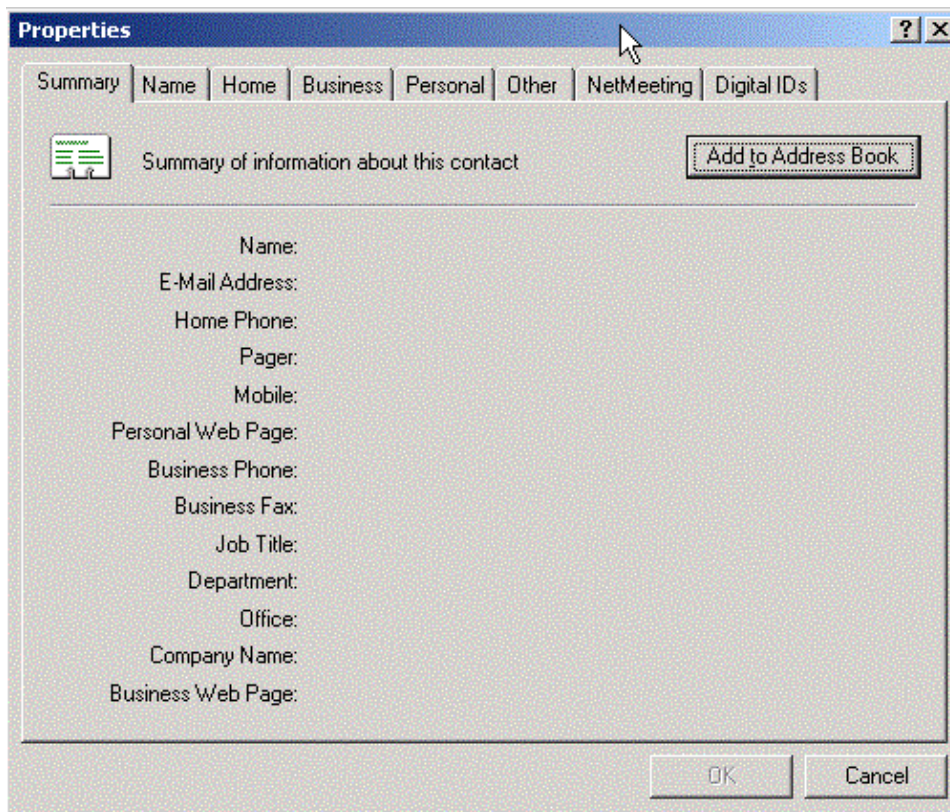 Properties
Summary Name Home Business Personal Other NetMeeting Digital IDs
Summary of information about this contact Add to Address Book
Name:
E-Mail Address:
Home Phone:
Pager:
Mobile:
Personal Web Page:
Business Phone:
Business Fax:
Job Title:
Department:
Office:
Company Name:
Business Web Page:
OK Cancel